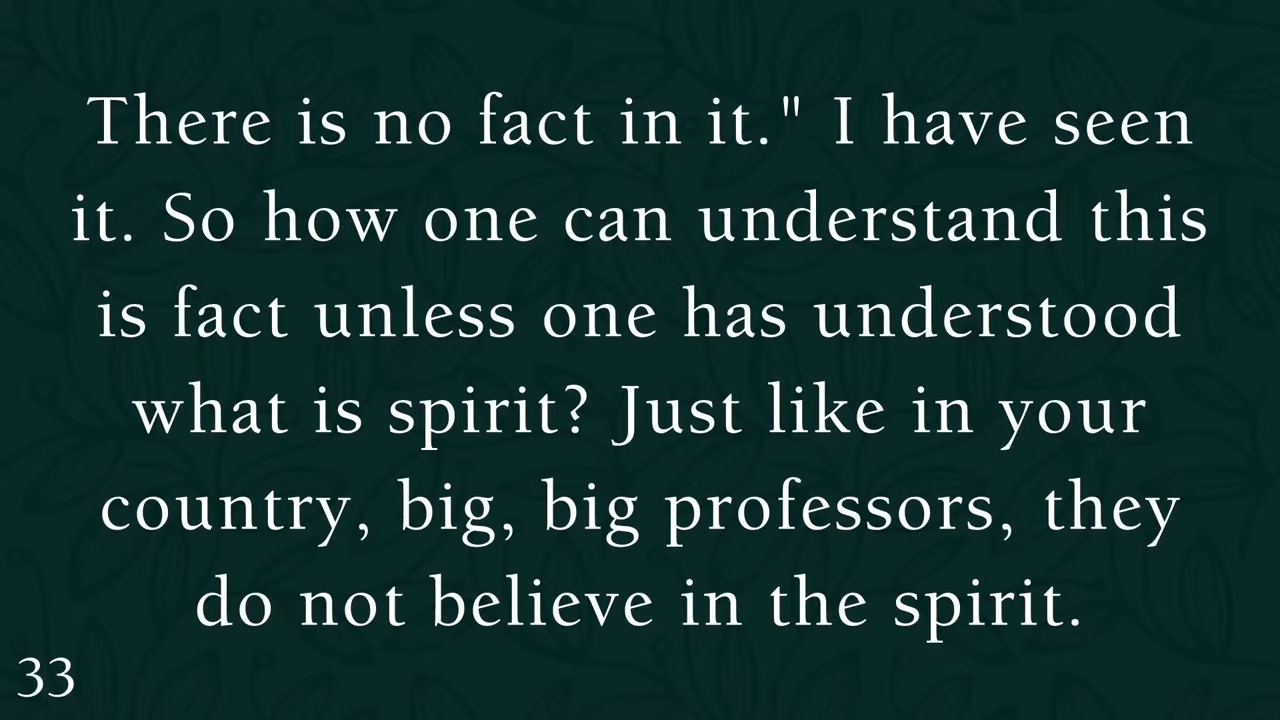 There is no fact in it." I have seen
it. So how one can understand this
is fact unless one has understood
what is spirit? Just like in your
country, big, big professors, they
do not believe in the spirit.
33